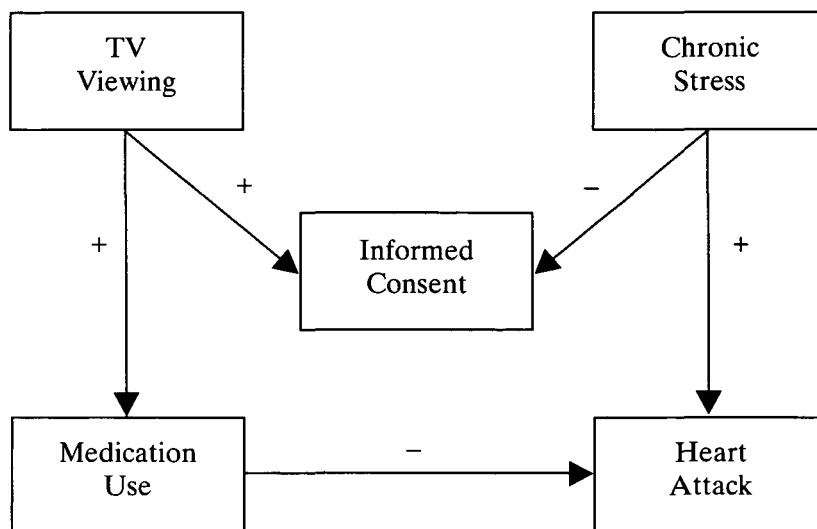 TV
Viewing
Chronic
Stress
+
−
+
+
Informed
Consent
Medication
Use
−
Heart
Attack